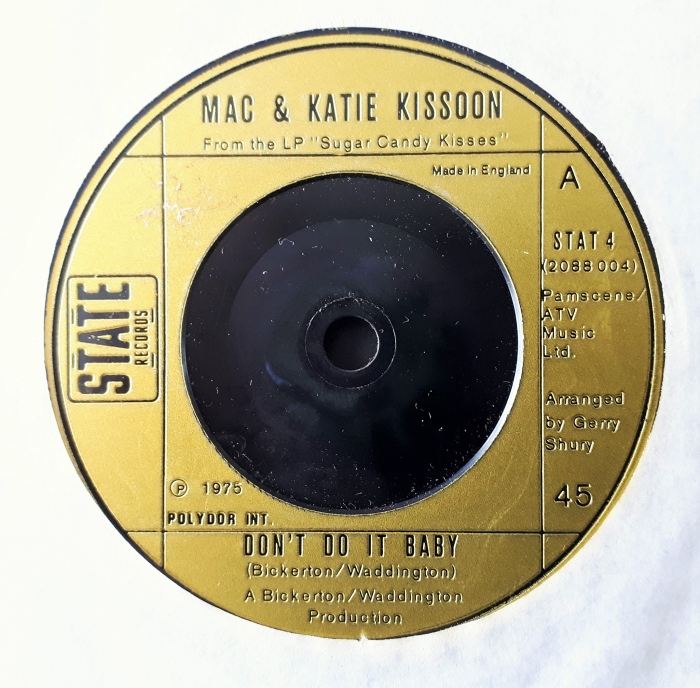 MAC & KATIE KISSOON
From the LP "Sugar Candy Kisses"
Made in England
A
STAT 4
(2088 004)
Pamscene/
ATV
Music
Ltd.
Arranged
by Gerry
Shury
45
STATE
RECORDS
Ⓟ 1975
POLYDOR INT.
DON'T DO IT BABY
(Bickerton/Waddington)
A Bickerton/Waddington
Production